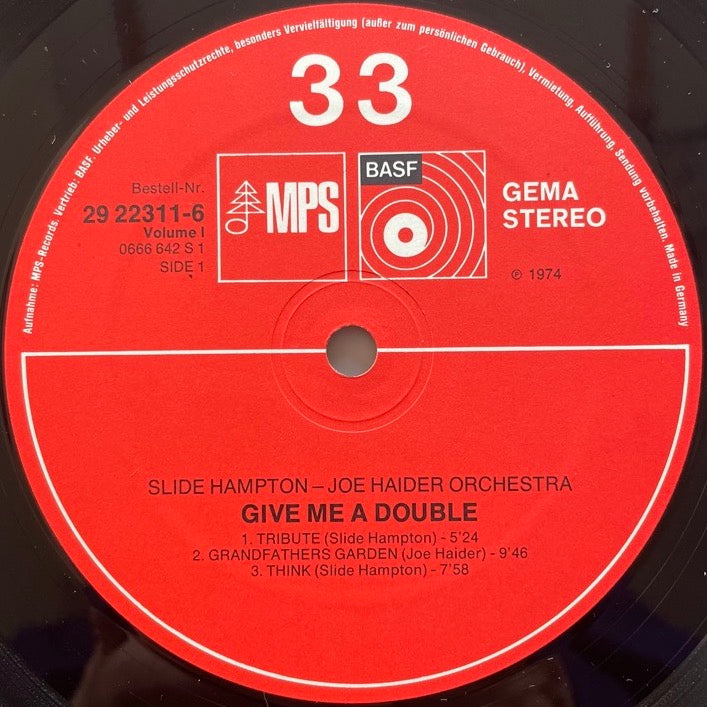 Aufnahme: MPS-Records. Vertrieb: BASF. Urheber- und Leistungsschutzrechte, besonders Vervielfältigung (außer zum persönlichen Gebrauch), Vermietung, Aufführung, Sendung vorbehalten. Made in Germany
33
Bestell-Nr.
29 22311-6
Volume I
0666 642 S 1
SIDE 1
MPS
BASF
GEMA
STEREO
℗ 1974
SLIDE HAMPTON – JOE HAIDER ORCHESTRA
GIVE ME A DOUBLE
1. TRIBUTE (Slide Hampton) - 5'24
2. GRANDFATHERS GARDEN (Joe Haider) - 9'46
3. THINK (Slide Hampton) - 7'58